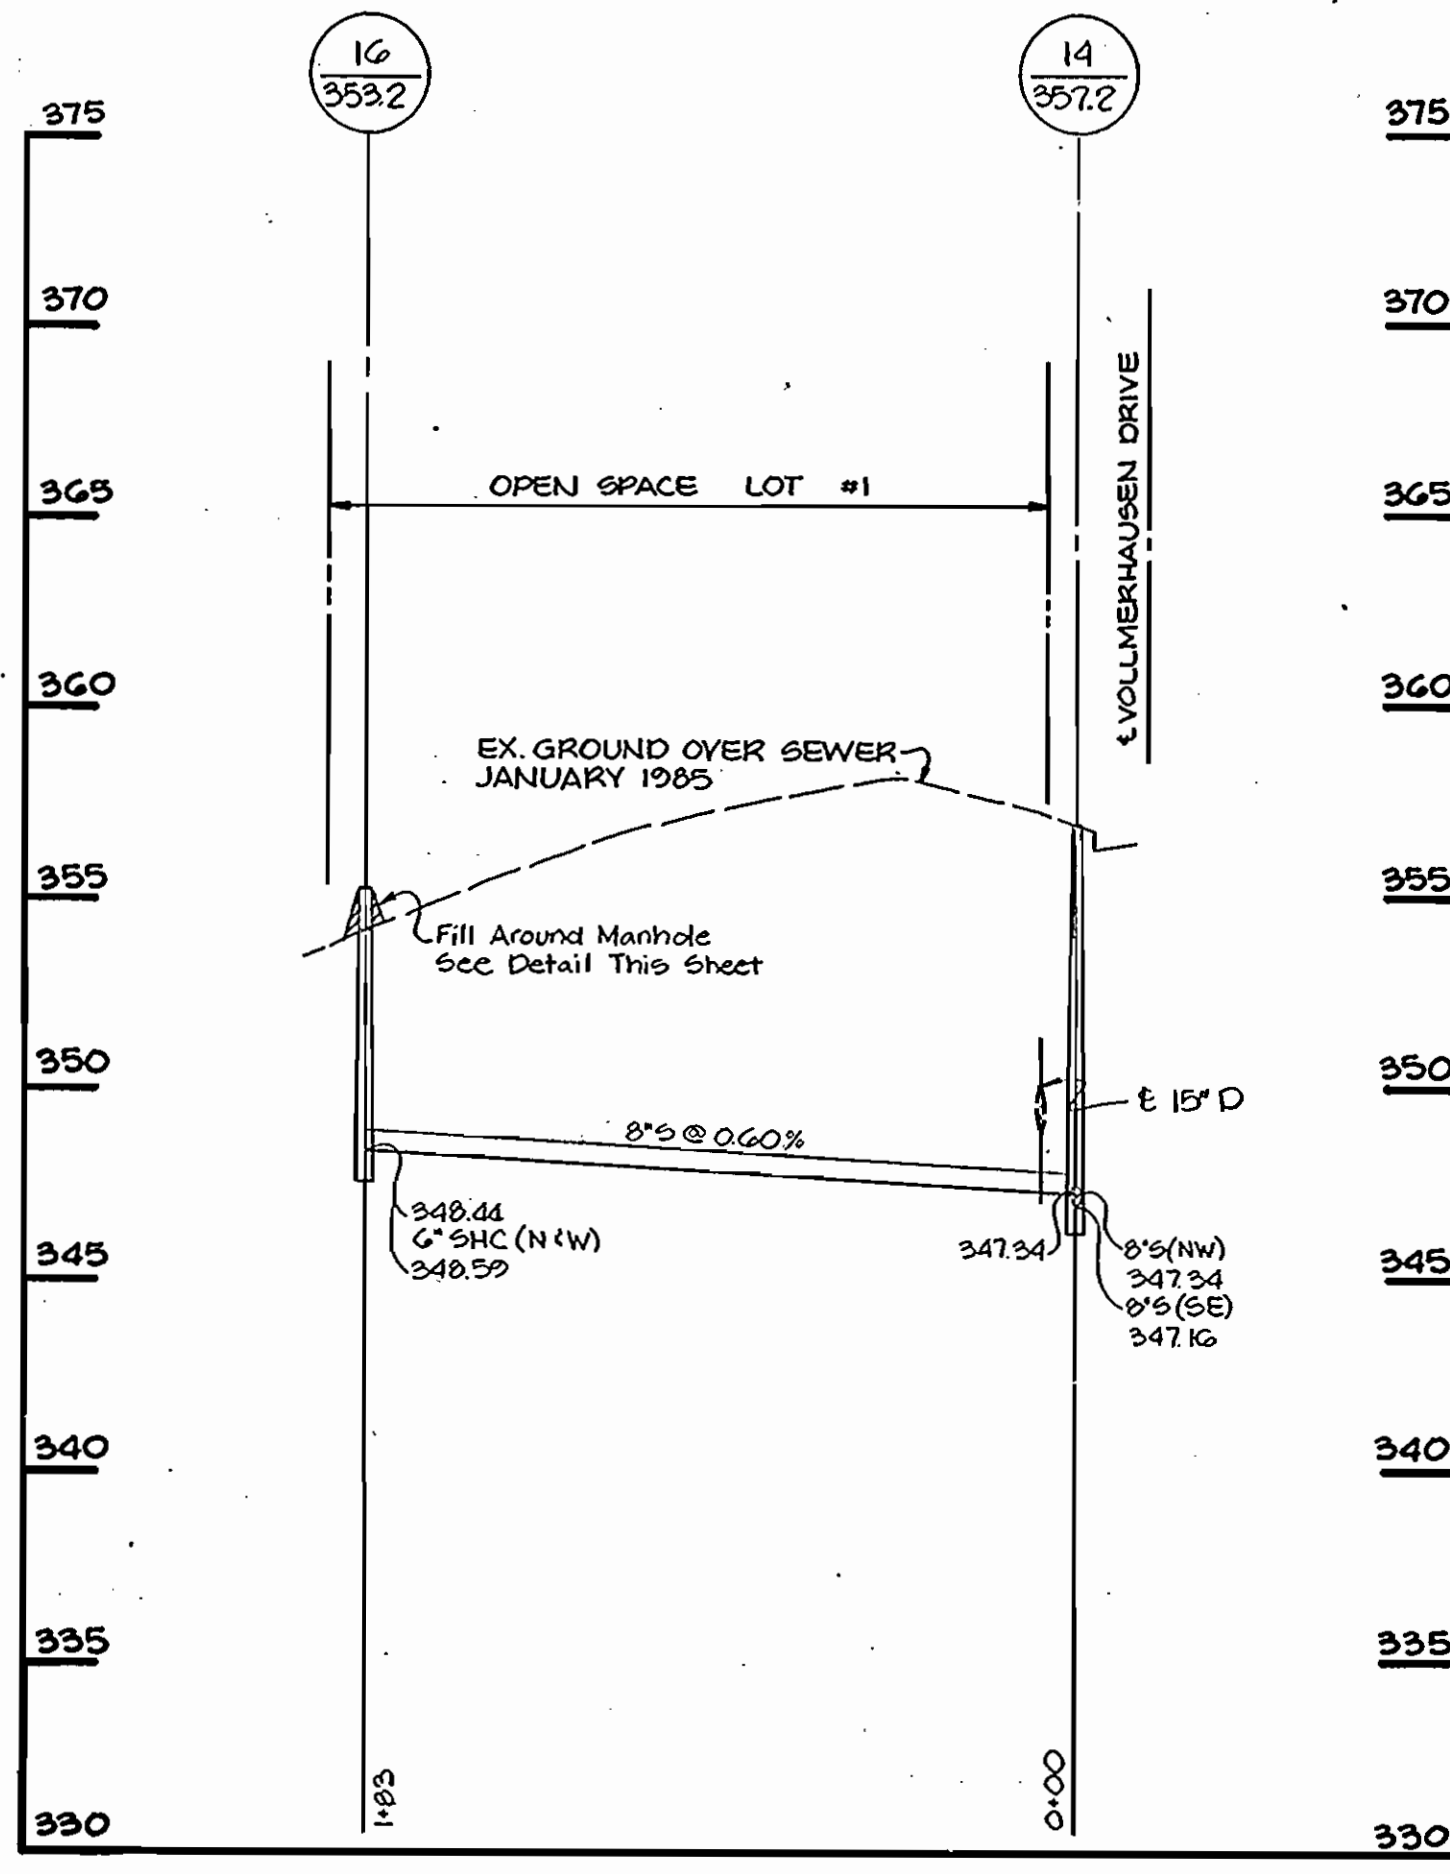 16
353.2
14
357.2
375
375
370
370
℄ VOLLMERHAUSEN DRIVE
OPEN SPACE LOT #1
365
365
360
360
EX. GROUND OVER SEWER
JANUARY 1985
355
355
Fill Around Manhole
See Detail This Sheet
350
350
℄ 15" D
8"S @ 0.60%
348.44
6" SHC (N&W)
348.59
347.34
8"S (NW)
347.34
8"S (SE)
347.16
345
345
340
340
335
335
1+83
0+00
330
330